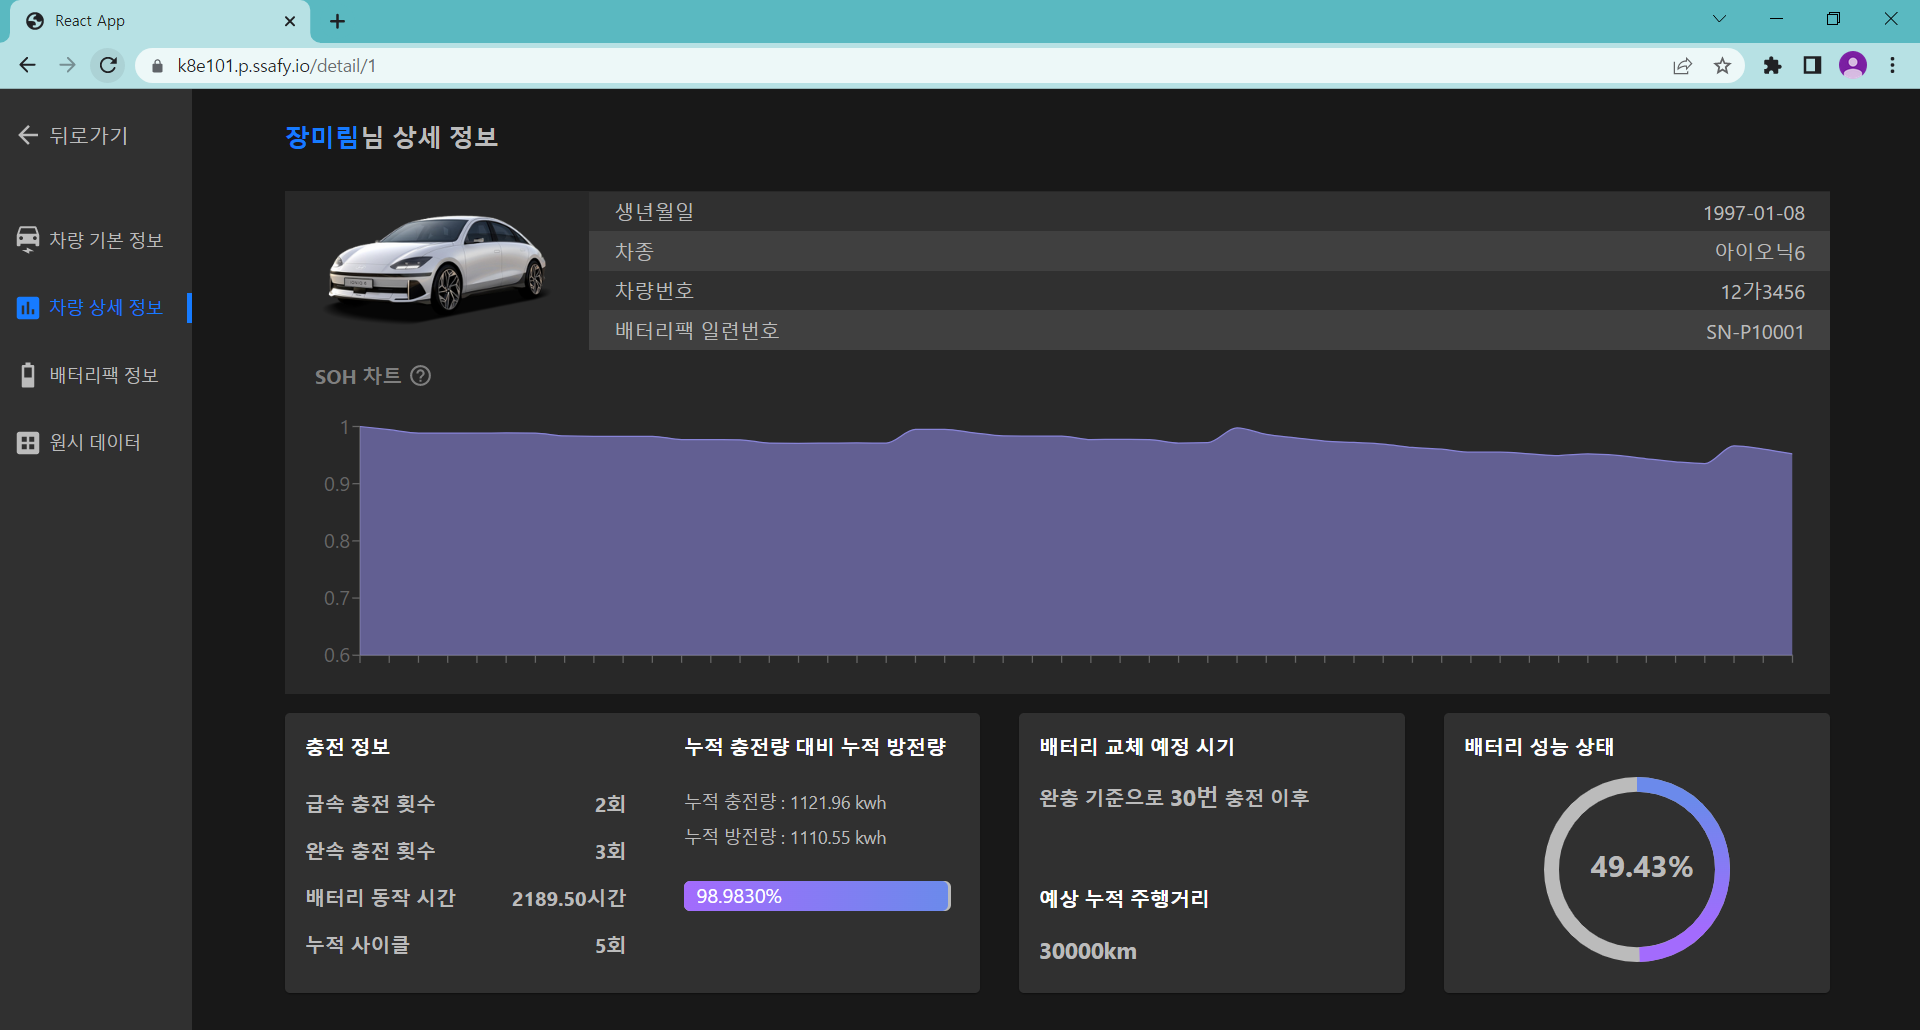 React App
k8e101.p.ssafy.io/detail/1
뒤로가기
차량 기본 정보
차량 상세 정보
배터리팩 정보
원시 데이터
장미림님 상세 정보
생년월일 1997-01-08
차종 아이오닉6
차량번호 12가3456
배터리팩 일련번호 SN-P10001
SOH 차트
1
0.9
0.8
0.7
0.6
충전 정보
급속 충전 횟수 2회
완속 충전 횟수 3회
배터리 동작 시간 2189.50시간
누적 사이클 5회
누적 충전량 대비 누적 방전량
누적 충전량 : 1121.96 kwh
누적 방전량 : 1110.55 kwh
98.9830%
배터리 교체 예정 시기
완충 기준으로 30번 충전 이후
예상 누적 주행거리
30000km
배터리 성능 상태
49.43%